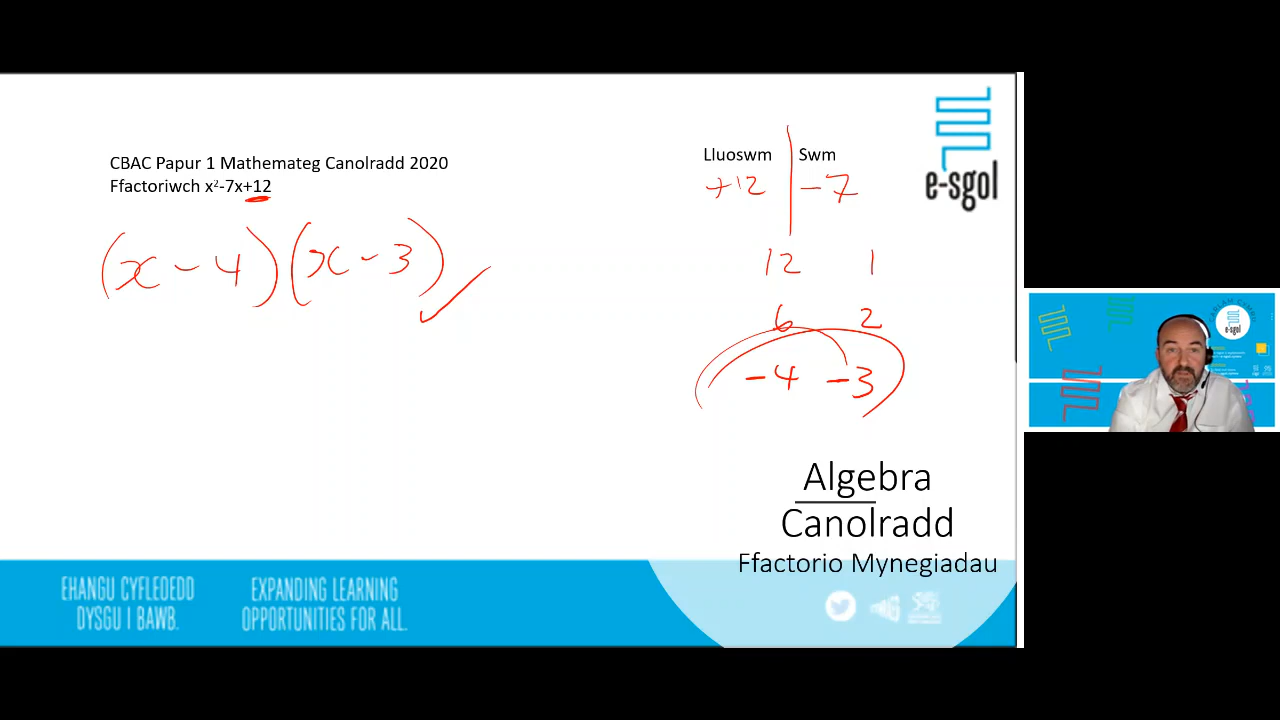 CBAC Papur 1 Mathemateg Canolradd 2020
Ffactoriwch x²-7x+12
(x - 4)(x - 3)
Lluoswm Swm
+12 -7
12 1
6 2
-4 -3
e-sgol
Algebra
Canolradd
Ffactorio Mynegiadau
EHANGU CYFLEOEDD
DYSGU I BAWB.
EXPANDING LEARNING
OPPORTUNITIES FOR ALL.
e-sgol